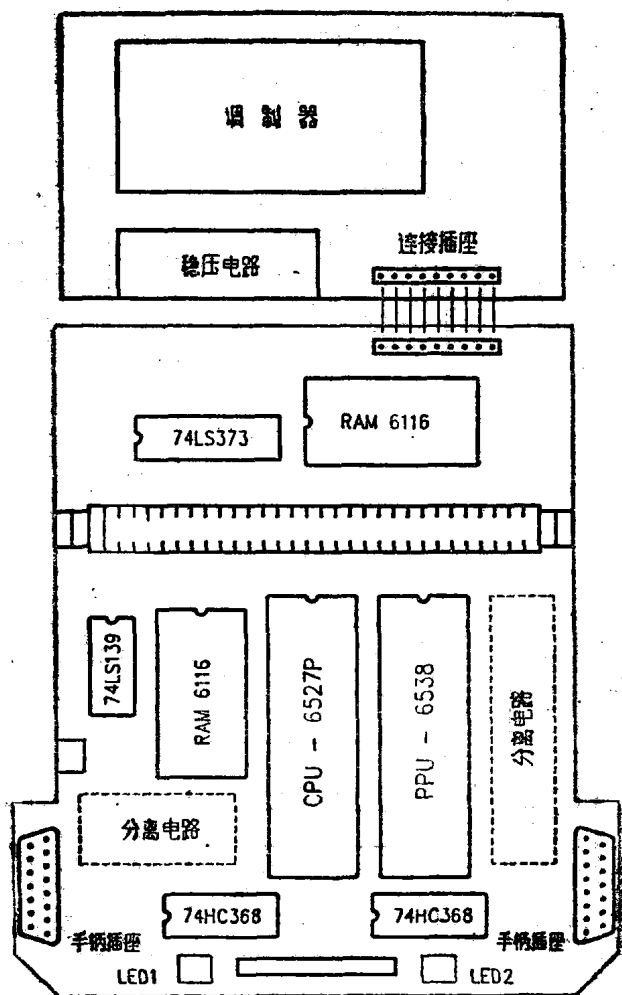 调制器
连接插座
稳压电路
RAM 6116
74LS373
74LS139
RAM 6116
CPU - 6527P
PPU - 6538
分离电路
分离电路
74HC368
74HC368
手柄插座
手柄插座
LED1
LED2